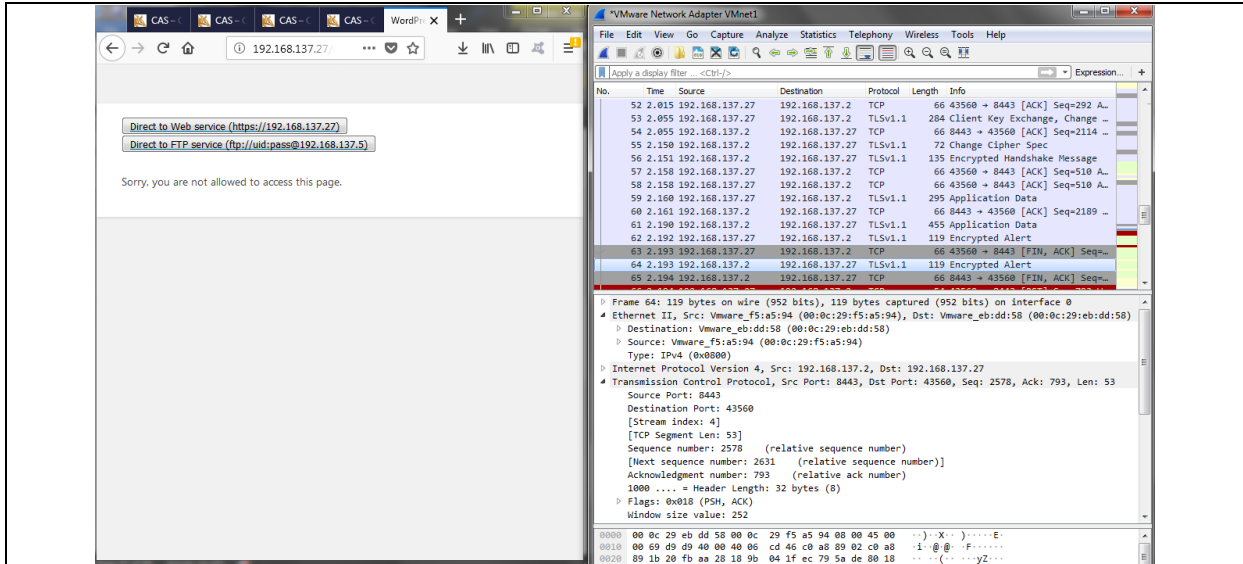 CAS – C CAS – C CAS – C CAS – C WordPre
192.168.137.27/
Direct to Web service (https://192.168.137.27)
Direct to FTP service (ftp://uid:pass@192.168.137.5)
Sorry, you are not allowed to access this page.
*VMware Network Adapter VMnet1
File Edit View Go Capture Analyze Statistics Telephony Wireless Tools Help
Apply a display filter ... <Ctrl-/> Expression... +
No. Time Source Destination Protocol Length Info
52 2.015 192.168.137.27 192.168.137.2 TCP 66 43560 → 8443 [ACK] Seq=292 A…
53 2.055 192.168.137.27 192.168.137.2 TLSv1.1 284 Client Key Exchange, Change …
54 2.055 192.168.137.2 192.168.137.27 TCP 66 8443 → 43560 [ACK] Seq=2114 …
55 2.150 192.168.137.2 192.168.137.27 TLSv1.1 72 Change Cipher Spec
56 2.151 192.168.137.2 192.168.137.27 TLSv1.1 135 Encrypted Handshake Message
57 2.158 192.168.137.27 192.168.137.2 TCP 66 43560 → 8443 [ACK] Seq=510 A…
58 2.158 192.168.137.27 192.168.137.2 TCP 66 43560 → 8443 [ACK] Seq=510 A…
59 2.160 192.168.137.27 192.168.137.2 TLSv1.1 295 Application Data
60 2.161 192.168.137.2 192.168.137.27 TCP 66 8443 → 43560 [ACK] Seq=2189 …
61 2.190 192.168.137.2 192.168.137.27 TLSv1.1 455 Application Data
62 2.192 192.168.137.27 192.168.137.2 TLSv1.1 119 Encrypted Alert
63 2.193 192.168.137.27 192.168.137.2 TCP 66 43560 → 8443 [FIN, ACK] Seq=…
64 2.193 192.168.137.2 192.168.137.27 TLSv1.1 119 Encrypted Alert
65 2.194 192.168.137.2 192.168.137.27 TCP 66 8443 → 43560 [FIN, ACK] Seq=…
Frame 64: 119 bytes on wire (952 bits), 119 bytes captured (952 bits) on interface 0
Ethernet II, Src: Vmware_f5:a5:94 (00:0c:29:f5:a5:94), Dst: Vmware_eb:dd:58 (00:0c:29:eb:dd:58)
Destination: Vmware_eb:dd:58 (00:0c:29:eb:dd:58)
Source: Vmware_f5:a5:94 (00:0c:29:f5:a5:94)
Type: IPv4 (0x0800)
Internet Protocol Version 4, Src: 192.168.137.2, Dst: 192.168.137.27
Transmission Control Protocol, Src Port: 8443, Dst Port: 43560, Seq: 2578, Ack: 793, Len: 53
Source Port: 8443
Destination Port: 43560
[Stream index: 4]
[TCP Segment Len: 53]
Sequence number: 2578 (relative sequence number)
[Next sequence number: 2631 (relative sequence number)]
Acknowledgment number: 793 (relative ack number)
1000 .... = Header Length: 32 bytes (8)
Flags: 0x018 (PSH, ACK)
Window size value: 252
0000 00 0c 29 eb dd 58 00 0c 29 f5 a5 94 08 00 45 00 ··)··X·· )·····E·
0010 00 69 d9 d9 40 00 40 06 cd 46 c0 a8 89 02 c0 a8 ·i··@·@· ·F······
0020 89 1b 20 fb aa 28 18 9b 04 1f ec 79 5a de 80 18 ·· ··(·· ···yZ···